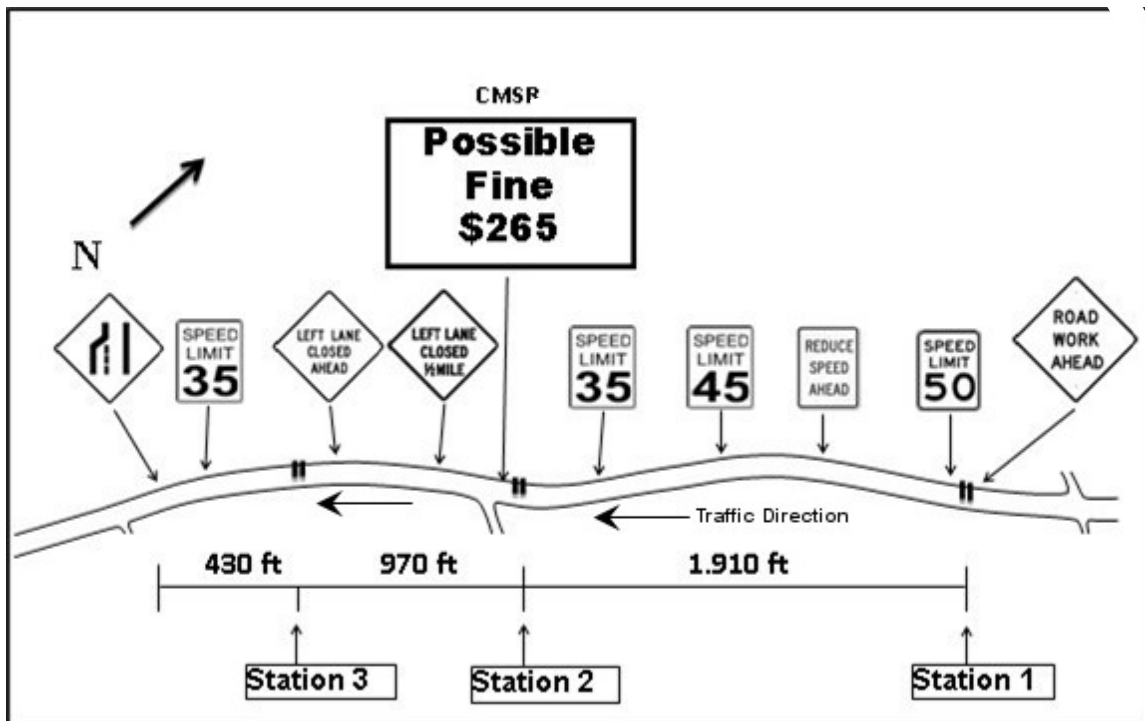 CMSR
Possible
Fine
$265
N
SPEED
LIMIT
35
LEFT LANE
CLOSED
AHEAD
LEFT LANE
CLOSED
½ MILE
SPEED
LIMIT
35
SPEED
LIMIT
45
REDUCE
SPEED
AHEAD
SPEED
LIMIT
50
ROAD
WORK
AHEAD
Traffic Direction
430 ft
970 ft
1.910 ft
Station 3
Station 2
Station 1